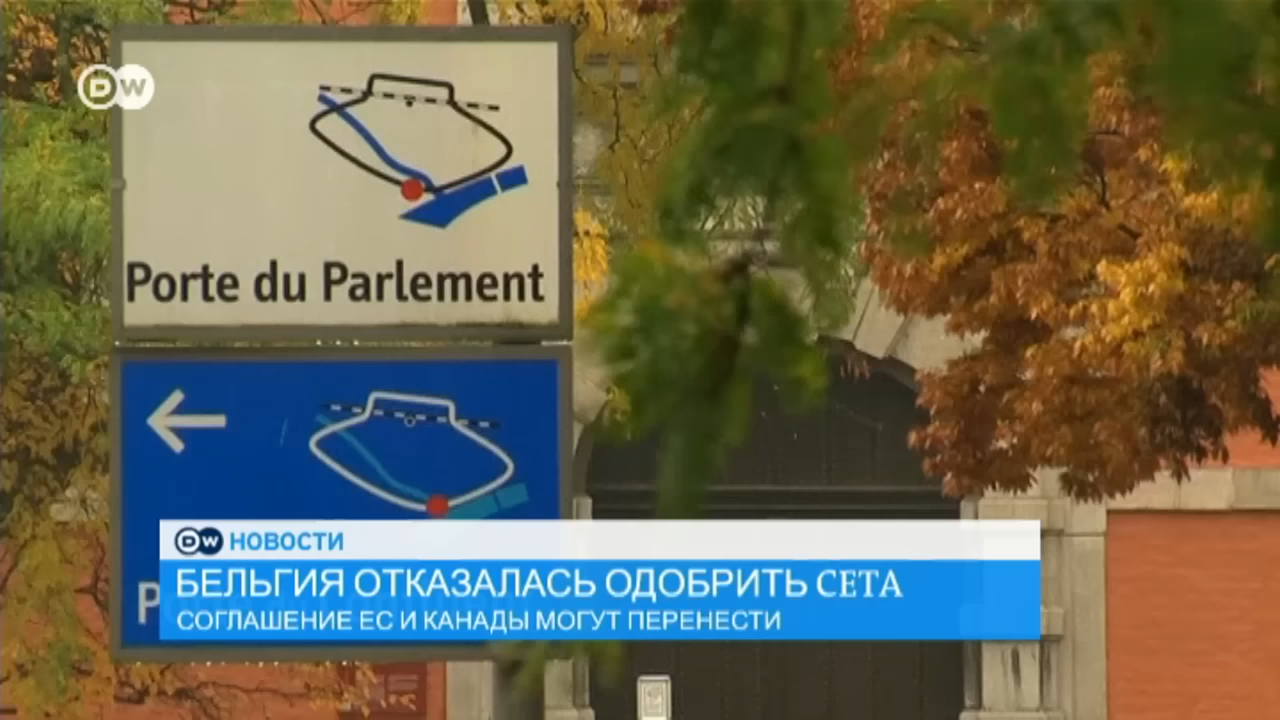 DW
Porte du Parlement
DW НОВОСТИ
БЕЛЬГИЯ ОТКАЗАЛАСЬ ОДОБРИТЬ CETA
СОГЛАШЕНИЕ ЕС И КАНАДЫ МОГУТ ПЕРЕНЕСТИ